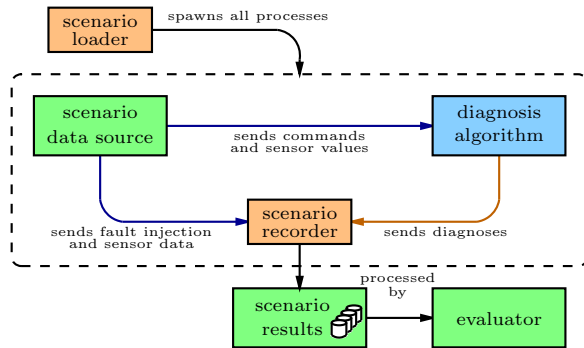 scenario
loader
spawns all processes
scenario
data source
sends commands
and sensor values
diagnosis
algorithm
sends fault injection
and sensor data
scenario
recorder
sends diagnoses
scenario
results
processed
by
evaluator